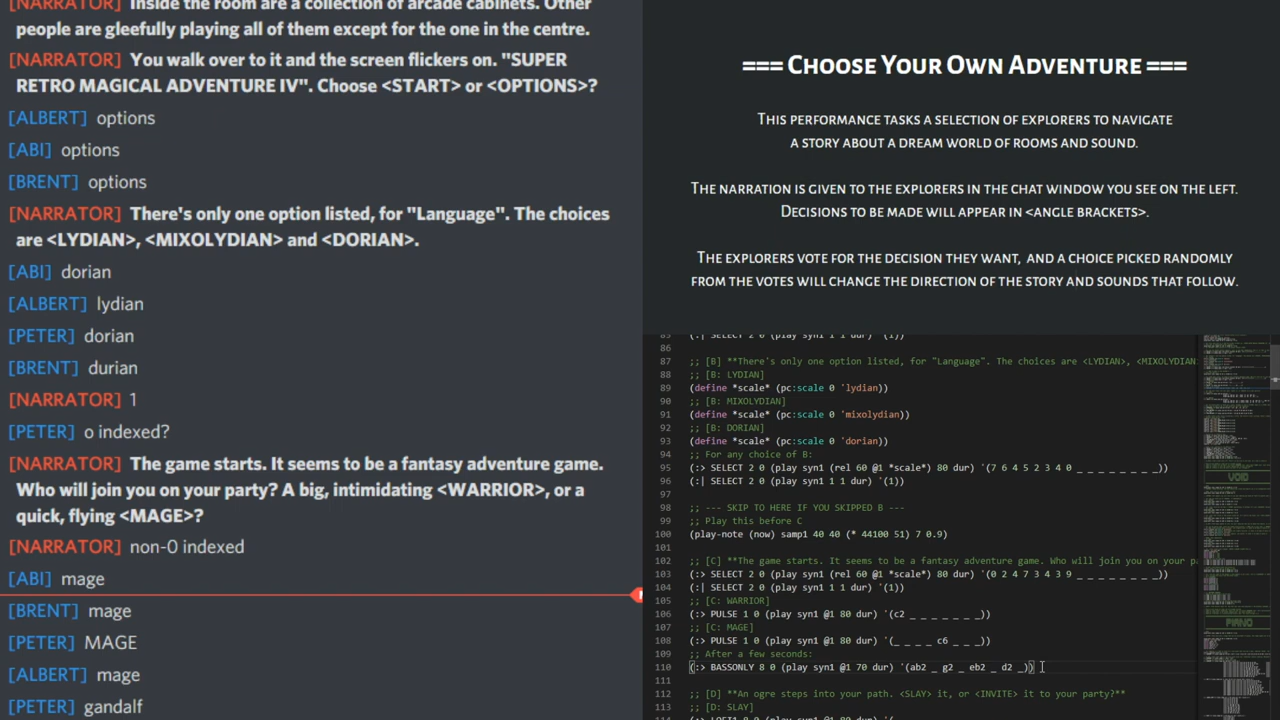 [NARRATOR] Inside the room are a collection of arcade cabinets. Other
people are gleefully playing all of them except for the one in the centre.
[NARRATOR] You walk over to it and the screen flickers on. "SUPER
RETRO MAGICAL ADVENTURE IV". Choose <START> or <OPTIONS>?
[ALBERT] options
[ABI] options
[BRENT] options
[NARRATOR] There's only one option listed, for "Language". The choices
are <LYDIAN>, <MIXOLYDIAN> and <DORIAN>.
[ABI] dorian
[ALBERT] lydian
[PETER] dorian
[BRENT] durian
[NARRATOR] 1
[PETER] o indexed?
[NARRATOR] The game starts. It seems to be a fantasy adventure game.
Who will join you on your party? A big, intimidating <WARRIOR>, or a
quick, flying <MAGE>?
[NARRATOR] non-0 indexed
[ABI] mage
[BRENT] mage
[PETER] MAGE
[ALBERT] mage
[PETER] gandalf
=== Choose Your Own Adventure ===
This performance tasks a selection of explorers to navigate
a story about a dream world of rooms and sound.
The narration is given to the explorers in the chat window you see on the left.
Decisions to be made will appear in <angle brackets>.
The explorers vote for the decision they want, and a choice picked randomly
from the votes will change the direction of the story and sounds that follow.
85 (:| SELECT 2 0 (play syn1 1 1 dur) '(1))
86
87 ;; [B] **There's only one option listed, for "Language". The choices are <LYDIAN>, <MIXOLYDIAN>
88 ;; [B: LYDIAN]
89 (define *scale* (pc:scale 0 'lydian))
90 ;; [B: MIXOLYDIAN]
91 (define *scale* (pc:scale 0 'mixolydian))
92 ;; [B: DORIAN]
93 (define *scale* (pc:scale 0 'dorian))
94 ;; For any choice of B:
95 (:> SELECT 2 0 (play syn1 (rel 60 @1 *scale*) 80 dur) '(7 6 4 5 2 3 4 0 _ _ _ _ _ _ _ _))
96 (:| SELECT 2 0 (play syn1 1 1 dur) '(1))
97
98 ;; --- SKIP TO HERE IF YOU SKIPPED B ---
99 ;; Play this before C
100 (play-note (now) samp1 40 40 (* 44100 51) 7 0.9)
101
102 ;; [C] **The game starts. It seems to be a fantasy adventure game. Who will join you on your pa
103 (:> SELECT 2 0 (play syn1 (rel 60 @1 *scale*) 80 dur) '(0 2 4 7 3 4 3 9 _ _ _ _ _ _ _ _))
104 (:| SELECT 2 0 (play syn1 1 1 dur) '(1))
105 ;; [C: WARRIOR]
106 (:> PULSE 1 0 (play syn1 @1 80 dur) '(c2 _ _ _ _ _ _ _))
107 ;; [C: MAGE]
108 (:> PULSE 1 0 (play syn1 @1 80 dur) '(_ _ _ _ c6 _ _ _))
109 ;; After a few seconds:
110 (:> BASSONLY 8 0 (play syn1 @1 70 dur) '(ab2 _ g2 _ eb2 _ d2 _))
111
112 ;; [D] **An ogre steps into your path. <SLAY> it, or <INVITE> it to your party?**
113 ;; [D: SLAY]
VOID
PIANO